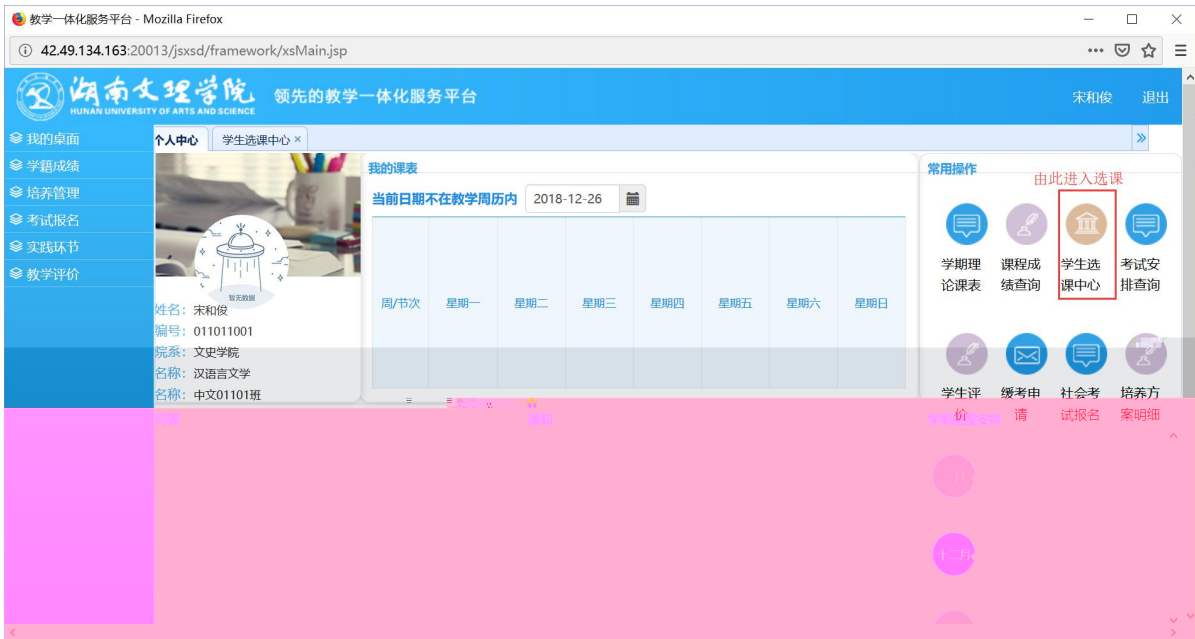 教学一体化服务平台 - Mozilla Firefox
42.49.134.163:20013/jsxsd/framework/xsMain.jsp
湖南文理学院
HUNAN UNIVERSITY OF ARTS AND SCIENCE
领先的教学一体化服务平台
宋和俊 退出
我的桌面
学籍成绩
培养管理
考试报名
实践环节
教学评价
个人中心 学生选课中心 ×
暂无数据
姓名：宋和俊
编号：011011001
院系：文史学院
名称：汉语言文学
名称：中文01101班
我的课表
当前日期不在教学周历内 2018-12-26
周/节次 星期一 星期二 星期三 星期四 星期五 星期六 星期日
常用操作
由此进入选课
学期理论课表
课程成绩查询
学生选课中心
考试安排查询
学生评价
缓考申请
社会考试报名
培养方案明细
问答
通知
十二月